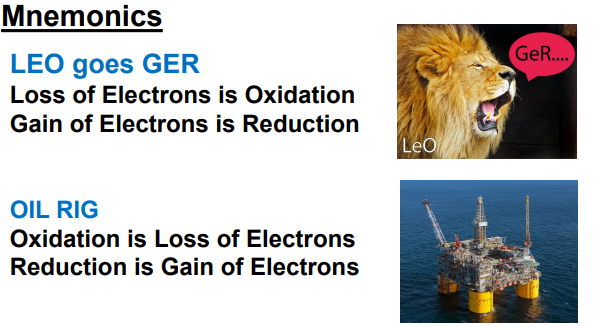 Mnemonics
LEO goes GER
Loss of Electrons is Oxidation
Gain of Electrons is Reduction
GeR....
LeO
OIL RIG
Oxidation is Loss of Electrons
Reduction is Gain of Electrons